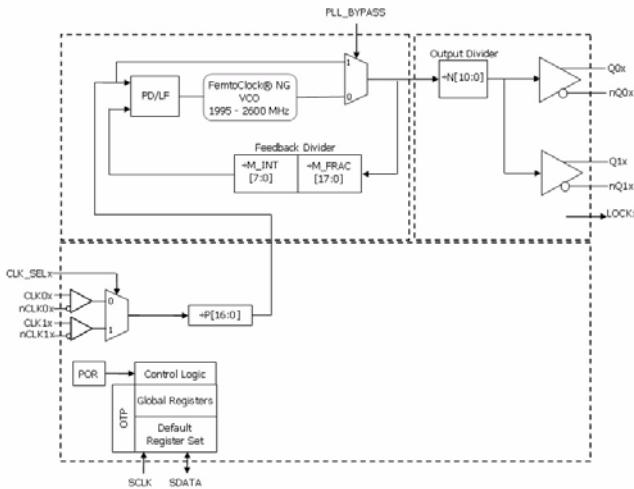 PLL_BYPASS
Output Divider
÷N[10:0]
Q0x
nQ0x
1
0
PD/LF
FemtoClock® NG
VCO
1995 - 2600 MHz
Feedback Divider
÷M_INT
[7:0]
÷M_FRAC
[17:0]
Q1x
nQ1x
LOCKx
CLK_SELx
CLK0x
nCLK0x
CLK1x
nCLK1x
0
1
÷P[16:0]
POR
Control Logic
OTP
Global Registers
Default
Register Set
SCLK
SDATA